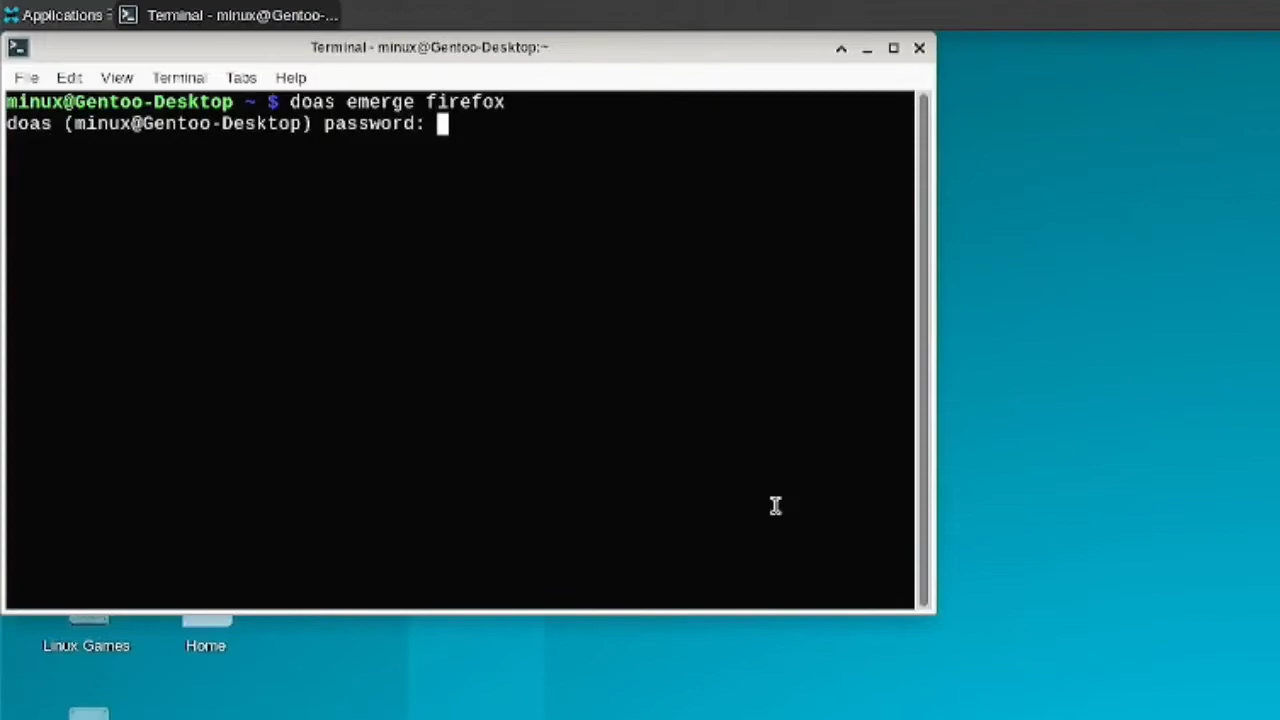 Applications
Terminal - minux@Gentoo-...
Terminal - minux@Gentoo-Desktop:~
File Edit View Terminal Tabs Help
minux@Gentoo-Desktop ~ $ doas emerge firefox
doas (minux@Gentoo-Desktop) password:
Linux Games
Home